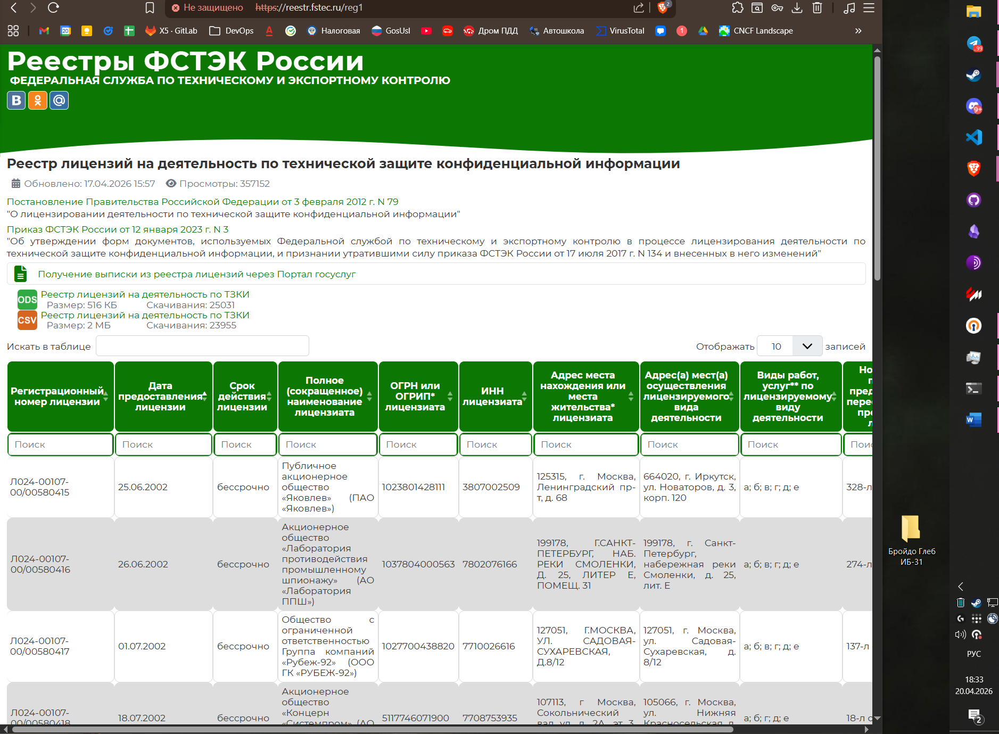 Не защищено https://reestr.fstec.ru/reg1
2
20
X5 · GitLab
DevOps
Налоговая
GosUsl
Дром ПДД
Автошкола
VirusTotal
1
CNCF Landscape
Реестры ФСТЭК России
ФЕДЕРАЛЬНАЯ СЛУЖБА ПО ТЕХНИЧЕСКОМУ И ЭКСПОРТНОМУ КОНТРОЛЮ
Реестр лицензий на деятельность по технической защите конфиденциальной информации
Обновлено: 17.04.2026 15:57 Просмотры: 357152
Постановление Правительства Российской Федерации от 3 февраля 2012 г. N 79
"О лицензировании деятельности по технической защите конфиденциальной информации"
Приказ ФСТЭК России от 12 января 2023 г. N 3
"Об утверждении форм документов, используемых Федеральной службой по техническому и экспортному контролю в процессе лицензирования деятельности по
технической защите конфиденциальной информации, и признании утратившими силу приказа ФСТЭК России от 17 июля 2017 г. N 134 и внесенных в него изменений"
Получение выписки из реестра лицензий через Портал госуслуг
ODS
Реестр лицензий на деятельность по ТЗКИ
Размер: 516 КБ Скачивания: 25031
CSV
Реестр лицензий на деятельность по ТЗКИ
Размер: 2 МБ Скачивания: 23955
Искать в таблице
Отображать 10 записей
Регистрационный
номер лицензии
Дата
предоставления
лицензии
Срок
действия
лицензии
Полное
(сокращенное)
наименование
лицензиата
ОГРН или
ОГРИП*
лицензиата
ИНН
лицензиата
Адрес места
нахождения или
места
жительства*
лицензиата
Адрес(а) мест(а)
осуществления
лицензируемого
вида
деятельности
Виды работ,
услуг** по
лицензируемому
виду
деятельности
Поиск Поиск Поиск Поиск Поиск Поиск Поиск Поиск Поиск
Л024-00107-
00/00580415
25.06.2002
бессрочно
Публичное
акционерное
общество
«Яковлев» (ПАО
«Яковлев»)
1023801428111
3807002509
125315, г. Москва,
Ленинградский пр-
т, д. 68
664020, г. Иркутск,
ул. Новаторов, д. 3,
корп. 120
а; б; в; г; д; е
328-л
Л024-00107-
00/00580416
26.06.2002
бессрочно
Акционерное
общество
«Лаборатория
противодействия
промышленному
шпионажу» (АО
«Лаборатория
ППШ»)
1037804000563
7802076166
199178, Г.САНКТ-
ПЕТЕРБУРГ, НАБ.
РЕКИ СМОЛЕНКИ,
Д. 25, ЛИТЕР Е,
ПОМЕЩ. 31
199178, г. Санкт-
Петербург,
набережная реки
Смоленки, д. 25,
лит. Е
а; б; в; г; д; е
274-л
Л024-00107-
00/00580417
01.07.2002
бессрочно
Общество с
ограниченной
ответственностью
Группа компаний
«Рубеж-92» (ООО
ГК «РУБЕЖ-92»)
1027700438820
7710026616
127051, Г.МОСКВА,
УЛ. САДОВАЯ-
СУХАРЕВСКАЯ,
Д.8/12
127051, г. Москва,
ул. Садовая-
Сухаревская, д.
8/12
а; б; в; г; д; е
137-л
Л024-00107-
00/00580418
18.07.2002
бессрочно
Акционерное
общество
«Концерн
«Системпром» (АО
5117746071900
7708753935
107113, г Москва,
Сокольнический
вал ул, д. 2А, эт 3,
105066, г. Москва,
ул. Нижняя
Красносельская, д.
а; б; г; д; е
18-л
99
9+
Бройдо Глеб
ИБ-31
РУС
18:33
20.04.2026
2